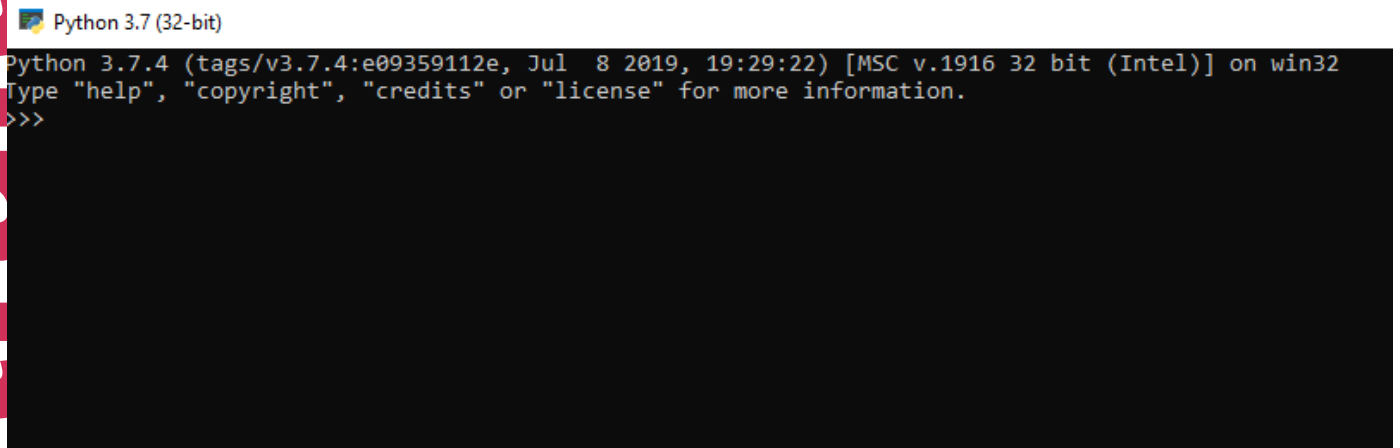 Python 3.7 (32-bit)
Python 3.7.4 (tags/v3.7.4:e09359112e, Jul  8 2019, 19:29:22) [MSC v.1916 32 bit (Intel)] on win32
Type "help", "copyright", "credits" or "license" for more information.
>>>